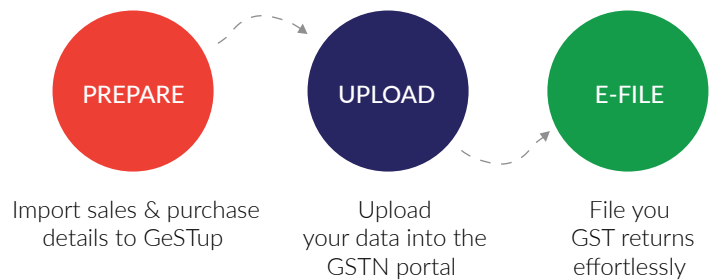 PREPARE
UPLOAD
E-FILE
Import sales & purchase
details to GeSTup
Upload
your data into the
GSTN portal
File you
GST returns
effortlessly